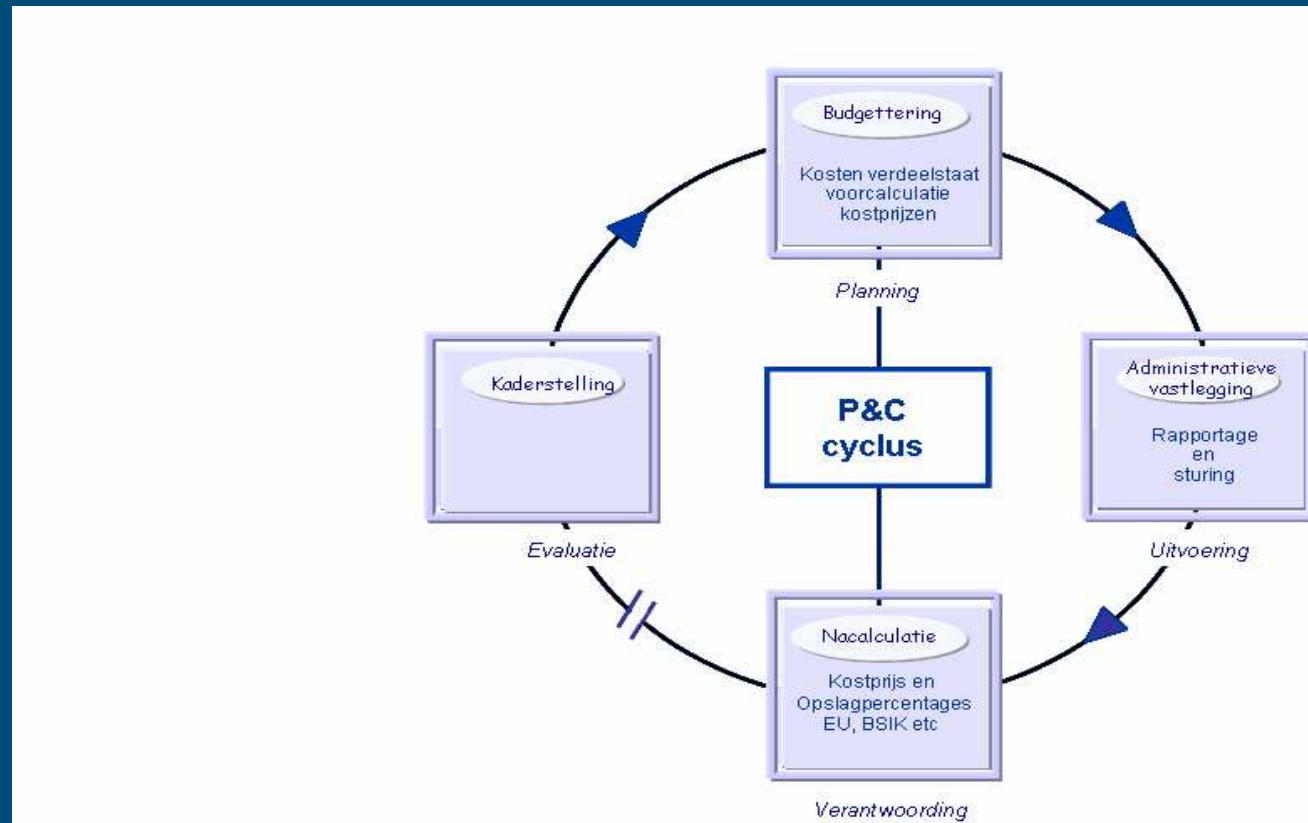 Budgettering
Kosten verdeelstaat
voorcalculatie
kostprijzen
Planning
Kaderstelling
Evaluatie
P&C
cyclus
Administratieve
vastlegging
Rapportage
en
sturing
Uitvoering
Nacalculatie
Kostprijs en
Opslagpercentages
EU, BSIK etc
Verantwoording